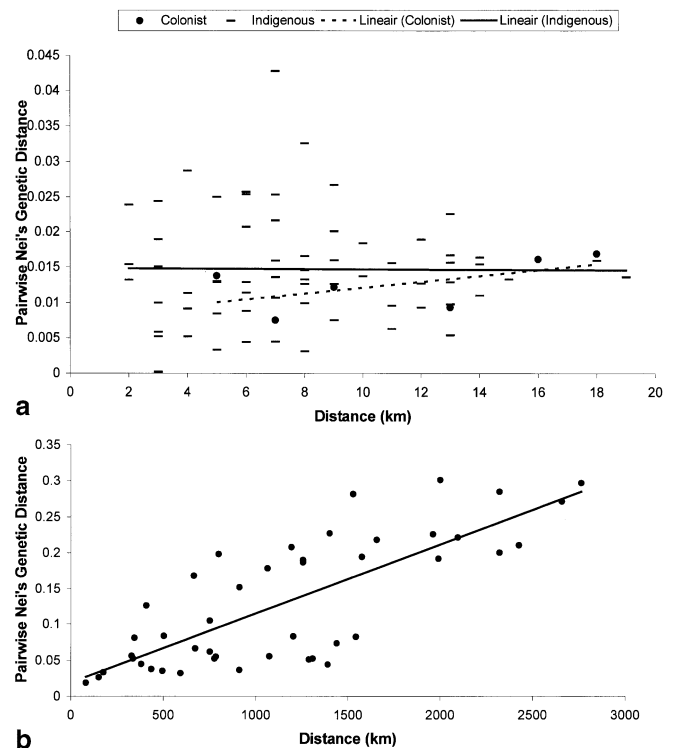 Colonist Indigenous Lineair (Colonist) Lineair (Indigenous)
0.045
0.04
0.035
0.03
0.025
0.02
0.015
0.01
0.005
0
Pairwise Nei's Genetic Distance
0 2 4 6 8 10 12 14 16 18 20
Distance (km)
a
0.35
0.3
0.25
0.2
0.15
0.1
0.05
0
Pairwise Nei's Genetic Distance
0 500 1000 1500 2000 2500 3000
Distance (km)
b